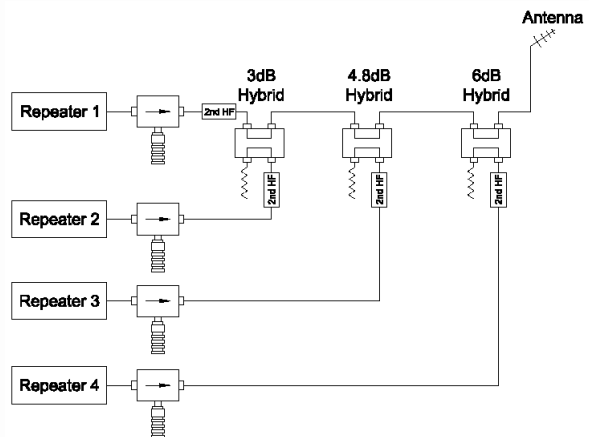 Antenna
3dB
Hybrid
4.8dB
Hybrid
6dB
Hybrid
Repeater 1
2nd HF
2nd HF
2nd HF
2nd HF
Repeater 2
Repeater 3
Repeater 4